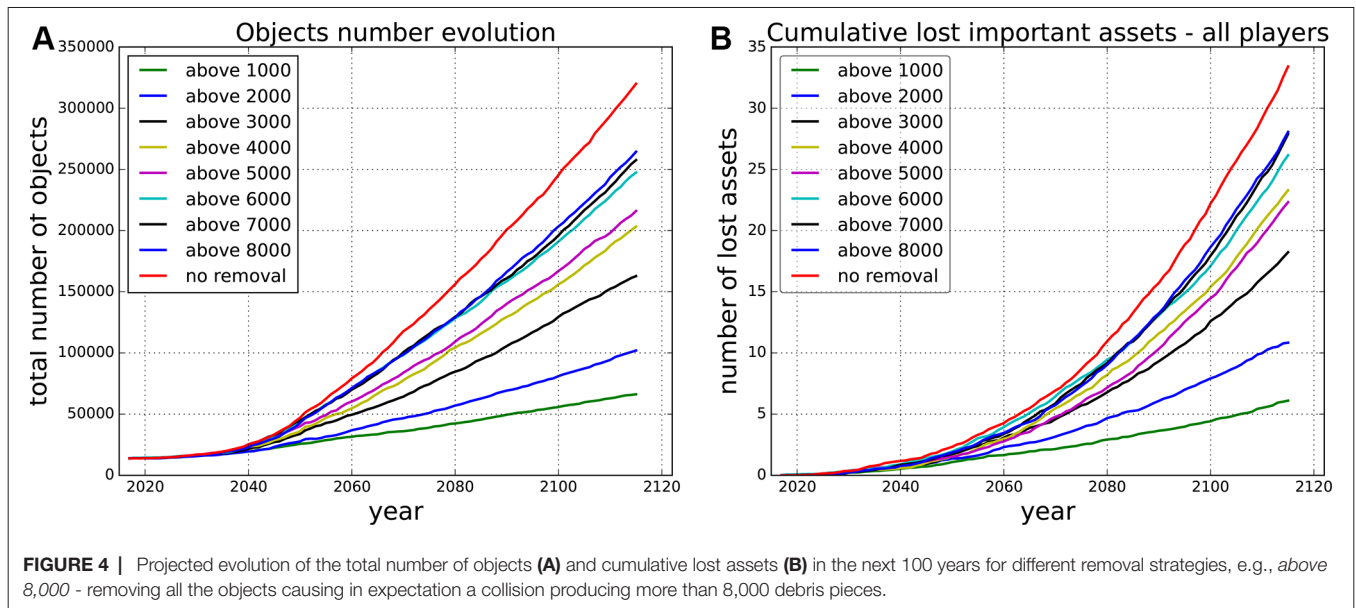 A
Objects number evolution
350000
300000
250000
200000
150000
100000
50000
0
total number of objects
above 1000
above 2000
above 3000
above 4000
above 5000
above 6000
above 7000
above 8000
no removal
2020 2040 2060 2080 2100 2120
year
B
Cumulative lost important assets - all players
35
30
25
20
15
10
5
0
number of lost assets
above 1000
above 2000
above 3000
above 4000
above 5000
above 6000
above 7000
above 8000
no removal
2020 2040 2060 2080 2100 2120
year
FIGURE 4 | Projected evolution of the total number of objects (A) and cumulative lost assets (B) in the next 100 years for different removal strategies, e.g., above
8,000 - removing all the objects causing in expectation a collision producing more than 8,000 debris pieces.